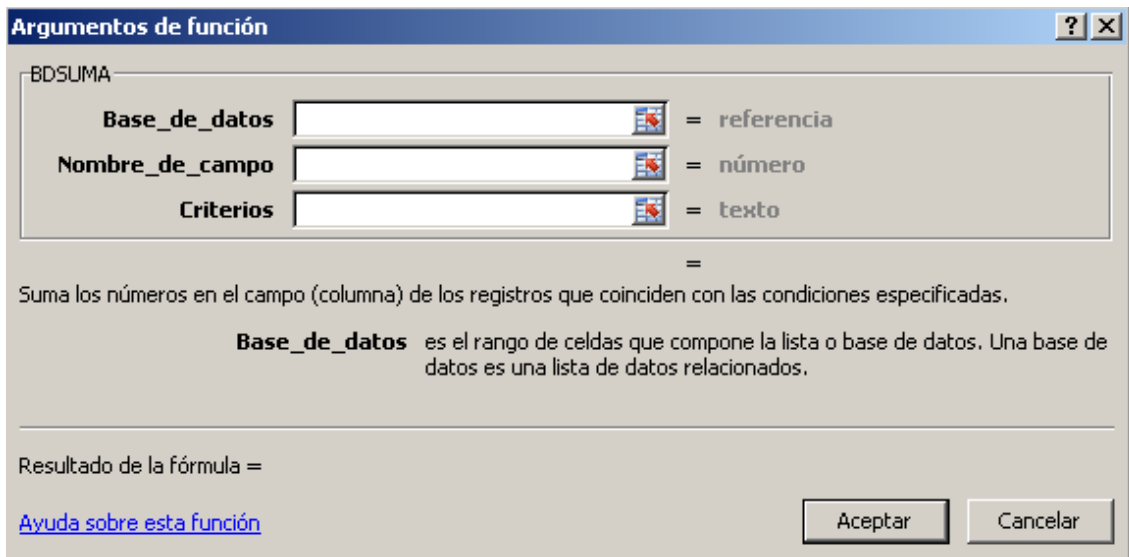 Argumentos de función
BDSUMA
Base_de_datos = referencia
Nombre_de_campo = número
Criterios = texto
=
Suma los números en el campo (columna) de los registros que coinciden con las condiciones especificadas.
Base_de_datos es el rango de celdas que compone la lista o base de datos. Una base de
datos es una lista de datos relacionados.
Resultado de la fórmula =
Ayuda sobre esta función Aceptar Cancelar